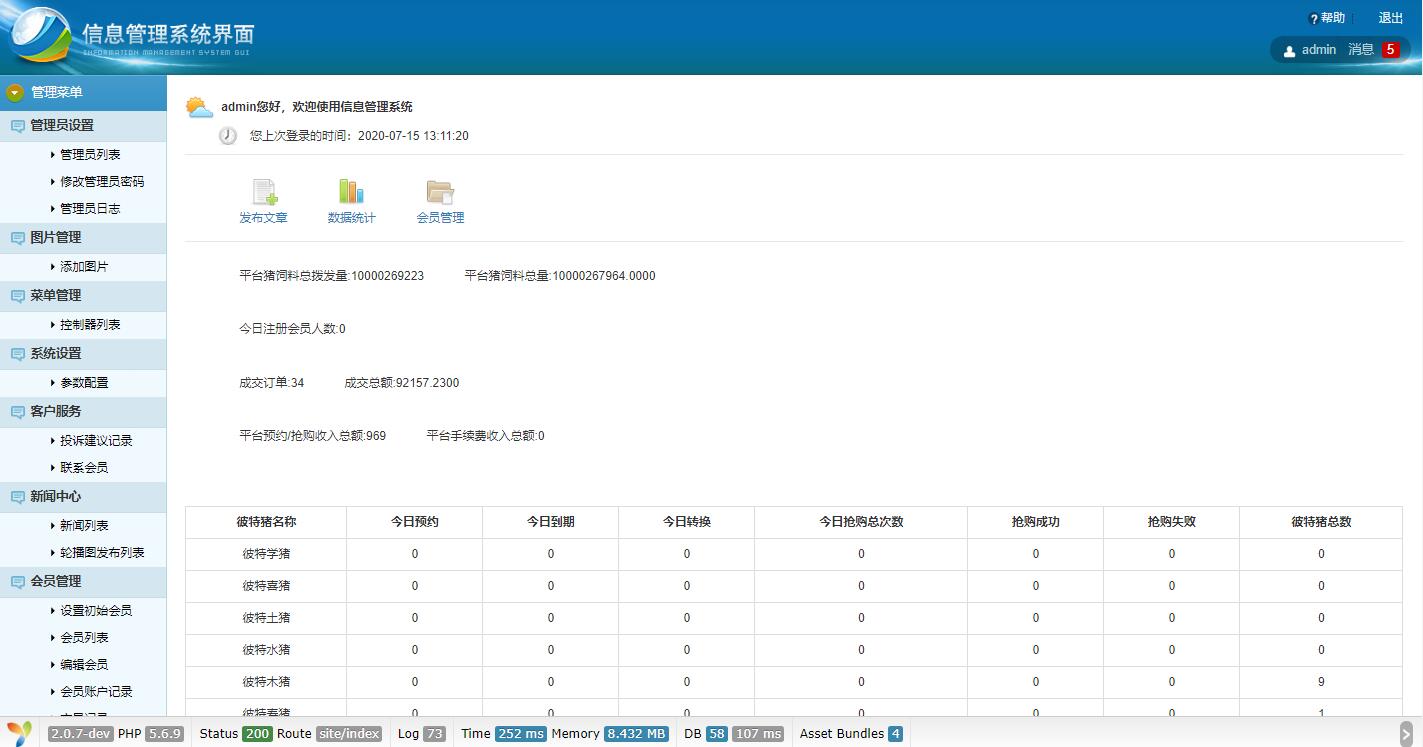 信息管理系统界面
INFORMATION MANAGEMENT SYSTEM GUI
帮助 退出
admin 消息 5
管理菜单
管理员设置
管理员列表
修改管理员密码
管理员日志
图片管理
添加图片
菜单管理
控制器列表
系统设置
参数配置
客户服务
投诉建议记录
联系会员
新闻中心
新闻列表
轮播图发布列表
会员管理
设置初始会员
会员列表
编辑会员
会员账户记录
admin您好，欢迎使用信息管理系统
您上次登录的时间：2020-07-15 13:11:20
发布文章 数据统计 会员管理
平台猪饲料总拨发量:10000269223 平台猪饲料总量:10000267964.0000
今日注册会员人数:0
成交订单:34 成交总额:92157.2300
平台预约/抢购收入总额:969 平台手续费收入总额:0
彼特猪名称 今日预约 今日到期 今日转换 今日抢购总次数 抢购成功 抢购失败 彼特猪总数
彼特学猪 0 0 0 0 0 0 0
彼特喜猪 0 0 0 0 0 0 0
彼特土猪 0 0 0 0 0 0 0
彼特水猪 0 0 0 0 0 0 0
彼特木猪 0 0 0 0 0 0 9
彼特寿猪 0 0 0 0 0 0 1
2.0.7-dev PHP 5.6.9 Status 200 Route site/index Log 73 Time 252 ms Memory 8.432 MB DB 58 107 ms Asset Bundles 4